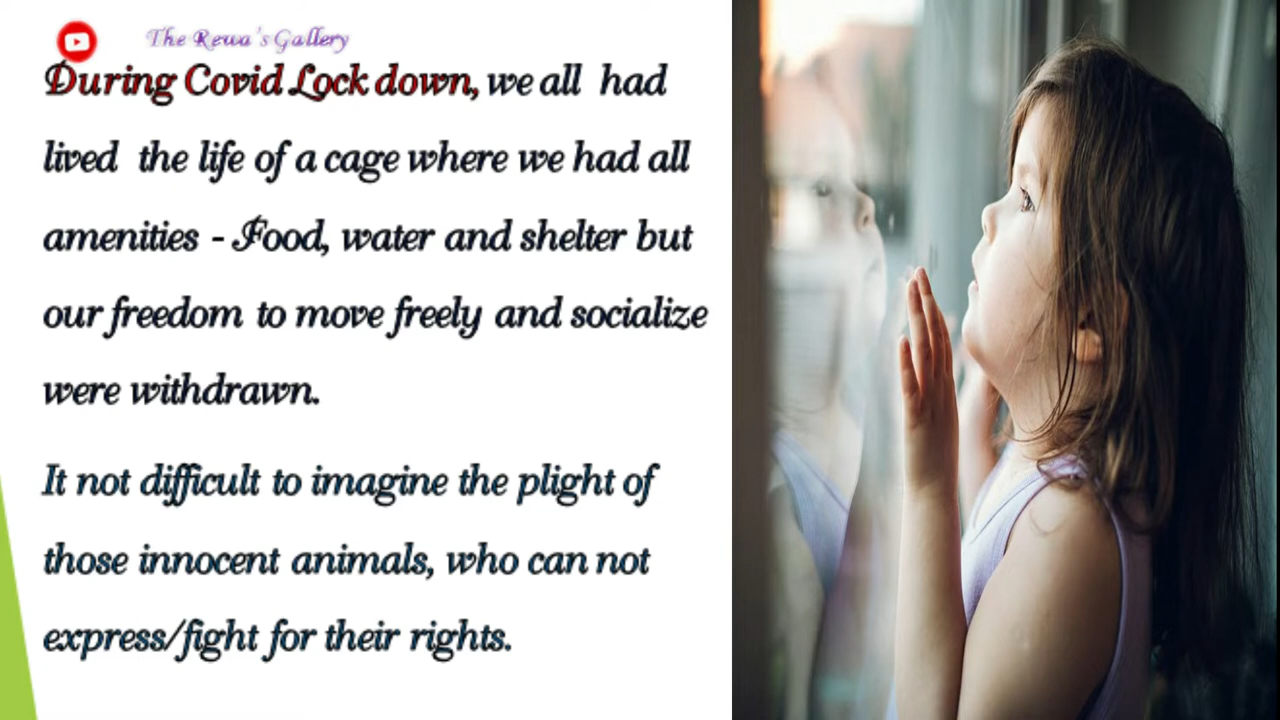 The Rewa's Gallery
During Covid Lock down, we all had
lived the life of a cage where we had all
amenities - Food, water and shelter but
our freedom to move freely and socialize
were withdrawn.
It not difficult to imagine the plight of
those innocent animals, who can not
express/fight for their rights.